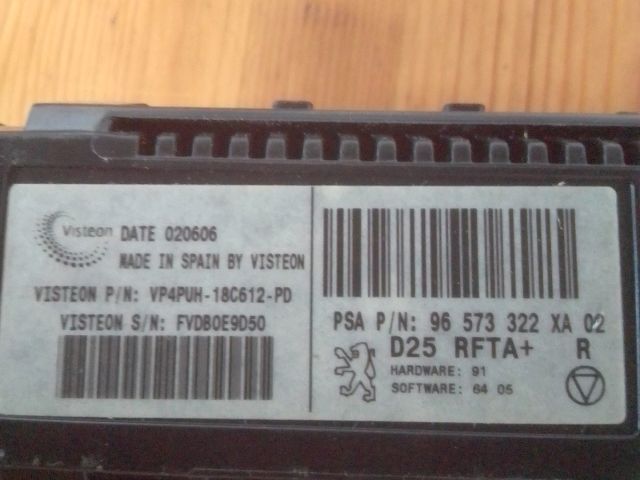 Visteon
DATE 020606
MADE IN SPAIN BY VISTEON
VISTEON P/N: VP4PUH-18C612-PD
VISTEON S/N: FVDB0E9D50
PSA P/N: 96 573 322 XA 02
D25 RFTA+ R
HARDWARE: 91
SOFTWARE: 64 05